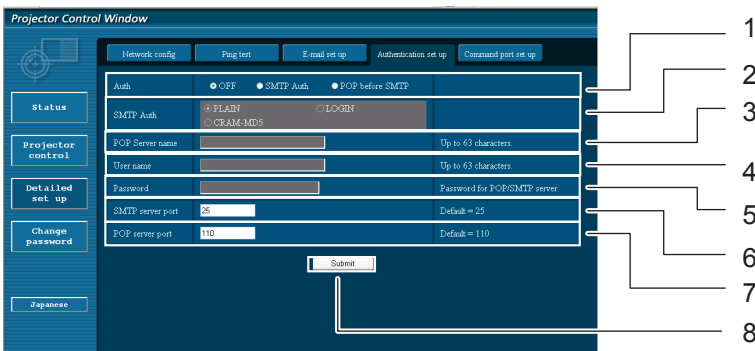 Projector Control Window
Network config Ping test E-mail set up Authentication set up Command port set up
Auth OFF SMTP Auth POP before SMTP
SMTP Auth PLAIN LOGIN
CRAM-MD5
POP Server name Up to 63 characters.
User name Up to 63 characters.
Password Password for POP/SMTP server.
SMTP server port 25 Default = 25
POP server port 110 Default = 110
Submit
Status
Projector
control
Detailed
set up
Change
password
Japanese
1
2
3
4
5
6
7
8